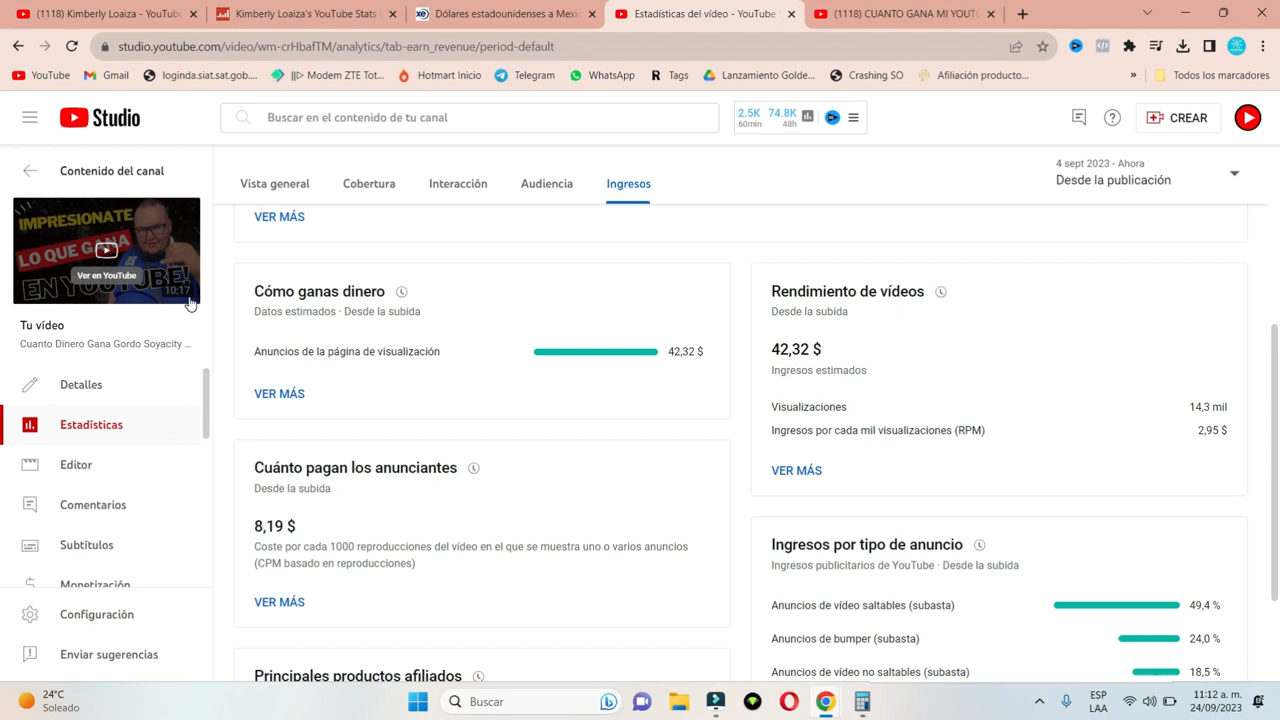 (1118) Kimberly Loaiza - YouTube
Kimberly Loaiza's YouTube Stats
Dólares estadounidenses a Mexic
Estadísticas del vídeo - YouTube S
(1118) CUANTO GANA MI YOUT
studio.youtube.com/video/wm-crHbafTM/analytics/tab-earn_revenue/period-default
YouTube
Gmail
loginda.siat.sat.gob....
||▷ Modem ZTE Tot...
Hotmart Inicio
Telegram
WhatsApp
R Tags
Lanzamiento Golde...
Crashing SO
Afiliación producto...
»
Todos los marcadores
Studio
Buscar en el contenido de tu canal
2.5K 74.8K
60min 48h
CREAR
Contenido del canal
Vista general
Cobertura
Interacción
Audiencia
Ingresos
4 sept 2023 - Ahora
Desde la publicación
IMPRESIONATE
LO QUE GANA
EN YOUTUBE!
Ver en YouTube
10:17
Tu vídeo
Cuanto Dinero Gana Gordo Soyacity ...
Detalles
Estadísticas
Editor
Comentarios
Subtítulos
Monetización
Configuración
Enviar sugerencias
VER MÁS
Cómo ganas dinero
Datos estimados · Desde la subida
Anuncios de la página de visualización 42,32 $
VER MÁS
Cuánto pagan los anunciantes
Desde la subida
8,19 $
Coste por cada 1000 reproducciones del vídeo en el que se muestra uno o varios anuncios
(CPM basado en reproducciones)
VER MÁS
Principales productos afiliados
Rendimiento de vídeos
Desde la subida
42,32 $
Ingresos estimados
Visualizaciones 14,3 mil
Ingresos por cada mil visualizaciones (RPM) 2,95 $
VER MÁS
Ingresos por tipo de anuncio
Ingresos publicitarios de YouTube · Desde la subida
Anuncios de vídeo saltables (subasta) 49,4 %
Anuncios de bumper (subasta) 24,0 %
Anuncios de vídeo no saltables (subasta) 18,5 %
24°C
Soleado
Buscar
ESP
LAA
11:12 a. m.
24/09/2023